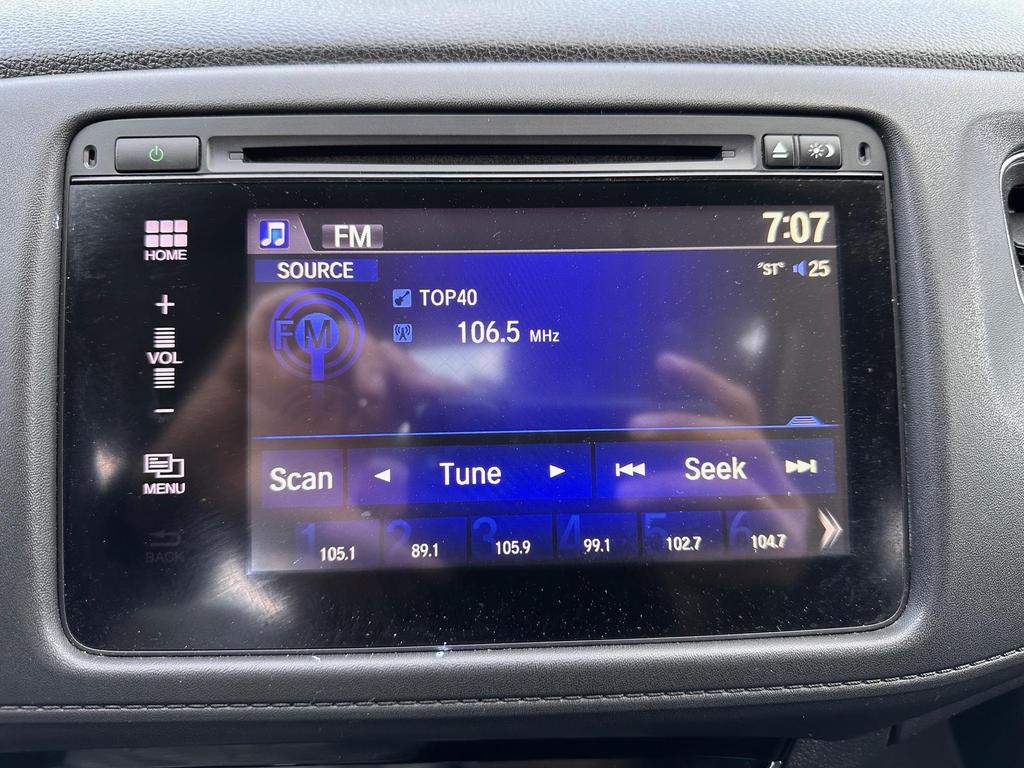 HOME
+
VOL
−
MENU
BACK
FM
7:07
SOURCE
"ST" 25
FM
TOP40
106.5 MHz
Scan
Tune
Seek
1 105.1
2 89.1
3 105.9
4 99.1
5 102.7
6 104.7